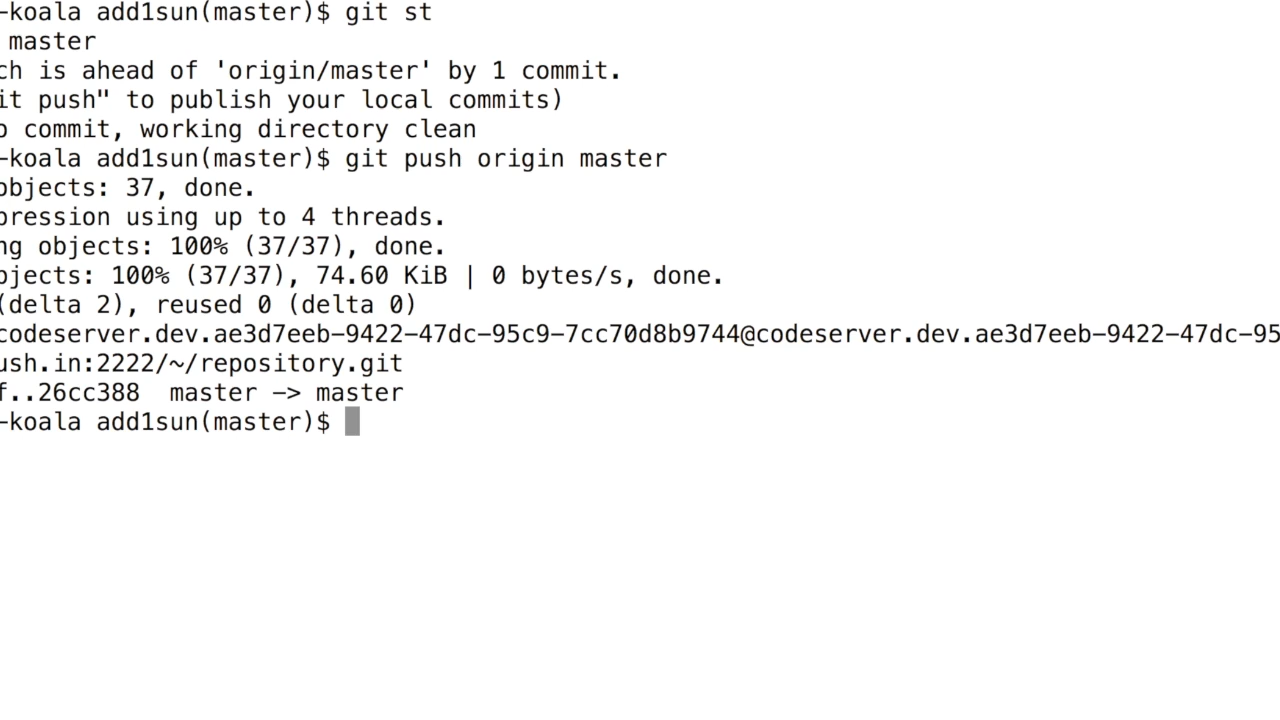 -koala add1sun(master)$ git st
master
ch is ahead of 'origin/master' by 1 commit.
it push" to publish your local commits)
o commit, working directory clean
-koala add1sun(master)$ git push origin master
objects: 37, done.
pression using up to 4 threads.
ng objects: 100% (37/37), done.
bjects: 100% (37/37), 74.60 KiB | 0 bytes/s, done.
(delta 2), reused 0 (delta 0)
codeserver.dev.ae3d7eeb-9422-47dc-95c9-7cc70d8b9744@codeserver.dev.ae3d7eeb-9422-47dc-95
ush.in:2222/~/repository.git
f..26cc388  master -> master
-koala add1sun(master)$